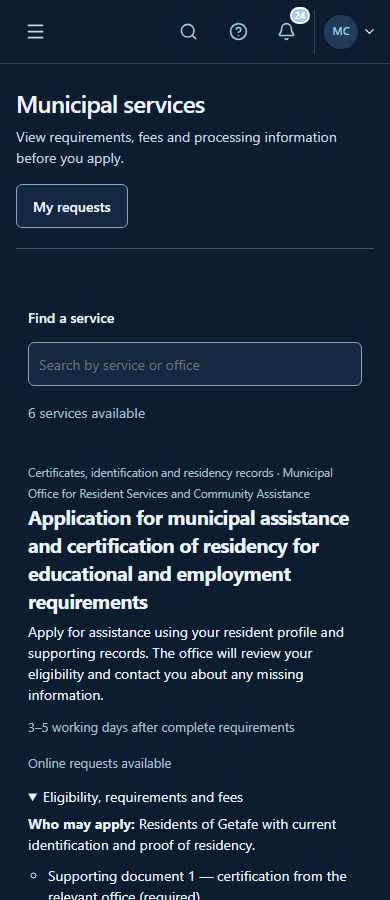 24
MC
Municipal services
View requirements, fees and processing information
before you apply.
My requests
Find a service
Search by service or office
6 services available
Certificates, identification and residency records · Municipal
Office for Resident Services and Community Assistance
Application for municipal assistance
and certification of residency for
educational and employment
requirements
Apply for assistance using your resident profile and
supporting records. The office will review your
eligibility and contact you about any missing
information.
3–5 working days after complete requirements
Online requests available
Eligibility, requirements and fees
Who may apply: Residents of Getafe with current
identification and proof of residency.
Supporting document 1 — certification from the
relevant office (required)